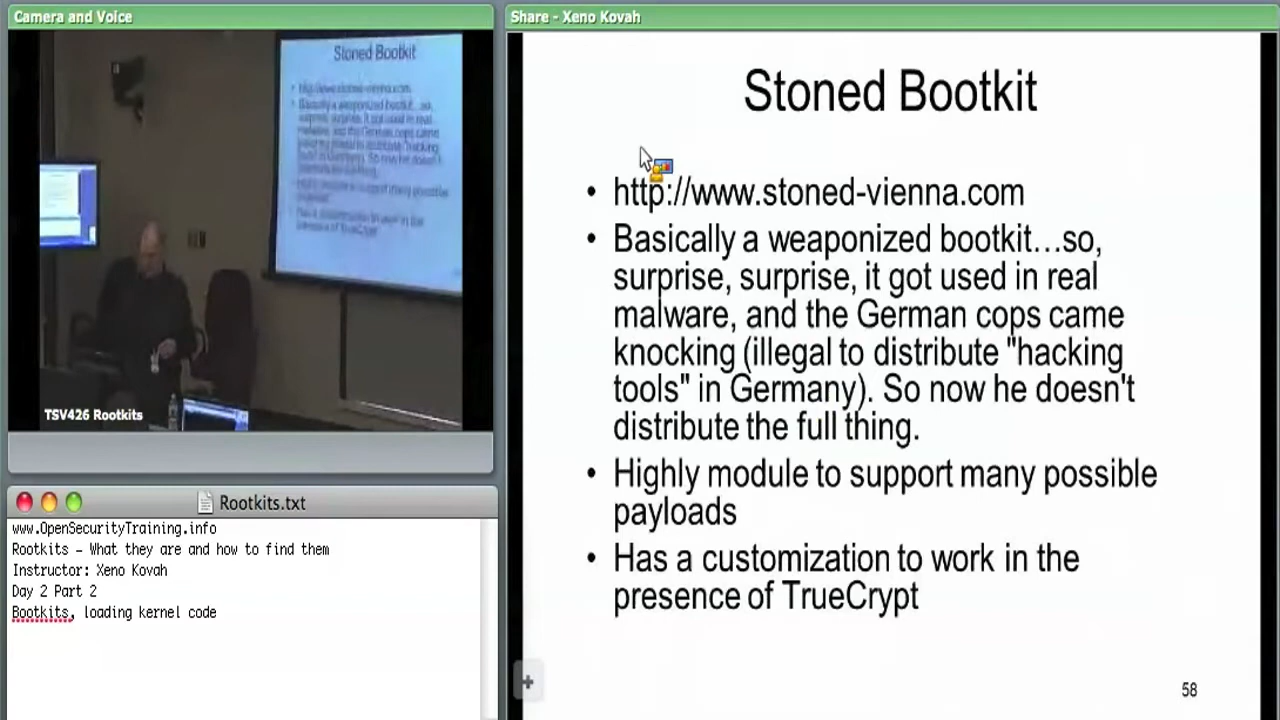 Camera and Voice
Stoned Bootkit
TSV426 Rootkits
Rootkits.txt
www.OpenSecurityTraining.info
Rootkits – What they are and how to find them
Instructor: Xeno Kovah
Day 2 Part 2
Bootkits, loading kernel code
Share - Xeno Kovah
Stoned Bootkit
• http://www.stoned-vienna.com
• Basically a weaponized bootkit…so,
surprise, surprise, it got used in real
malware, and the German cops came
knocking (illegal to distribute "hacking
tools" in Germany). So now he doesn't
distribute the full thing.
• Highly module to support many possible
payloads
• Has a customization to work in the
presence of TrueCrypt
58